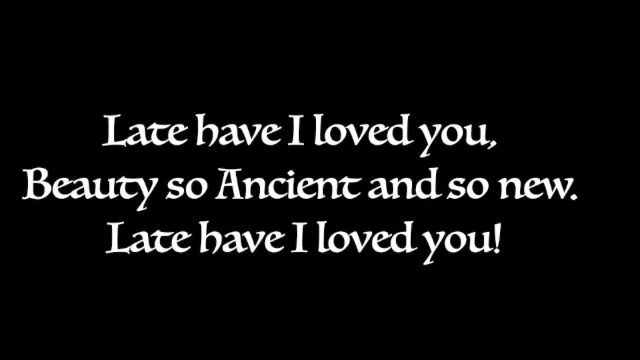 Late have I loved you,
Beauty so Ancient and so new.
Late have I loved you!